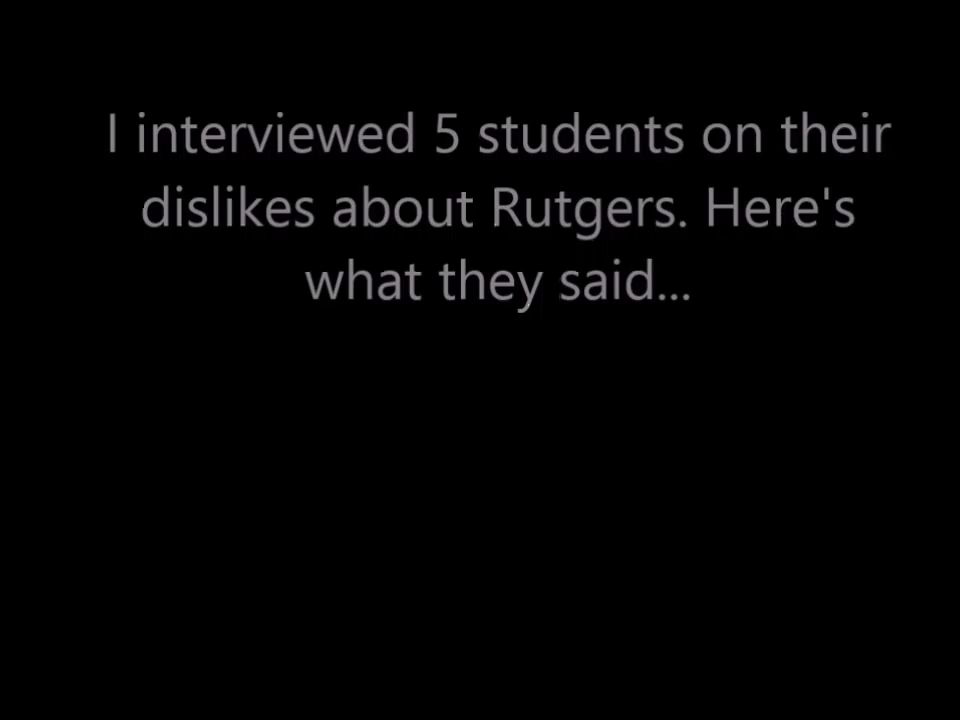 I interviewed 5 students on their
dislikes about Rutgers. Here's
what they said...